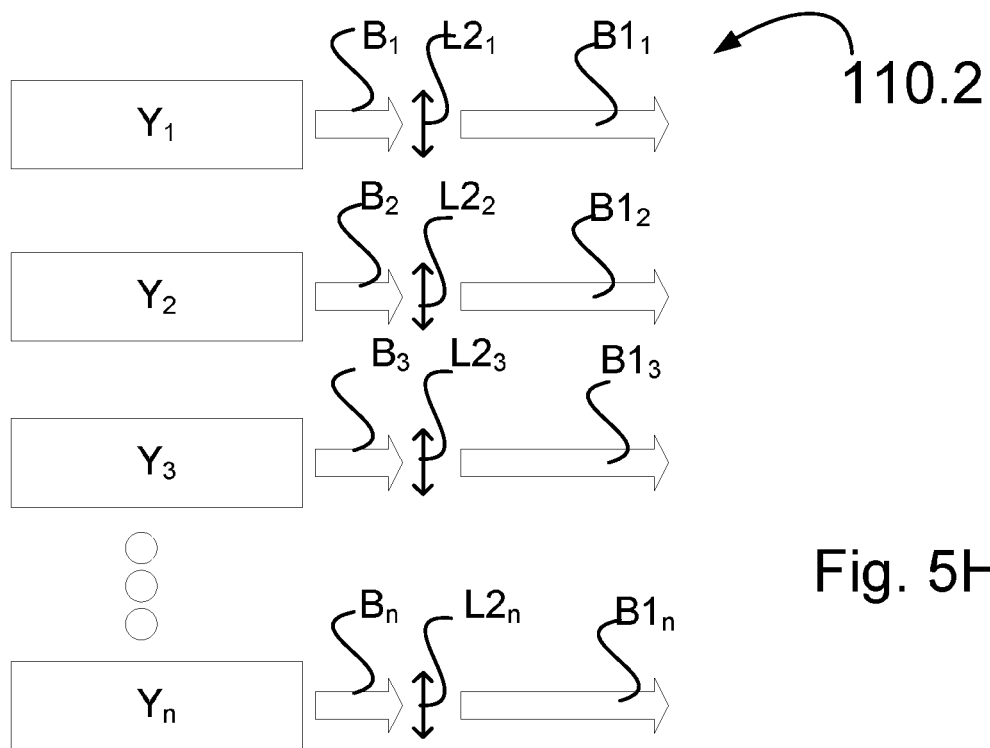 B₁ L2₁ B1₁
110.2
Y₁
B₂ L2₂ B1₂
Y₂
B₃ L2₃ B1₃
Y₃
Fig. 5H
Bₙ L2ₙ B1ₙ
Yₙ